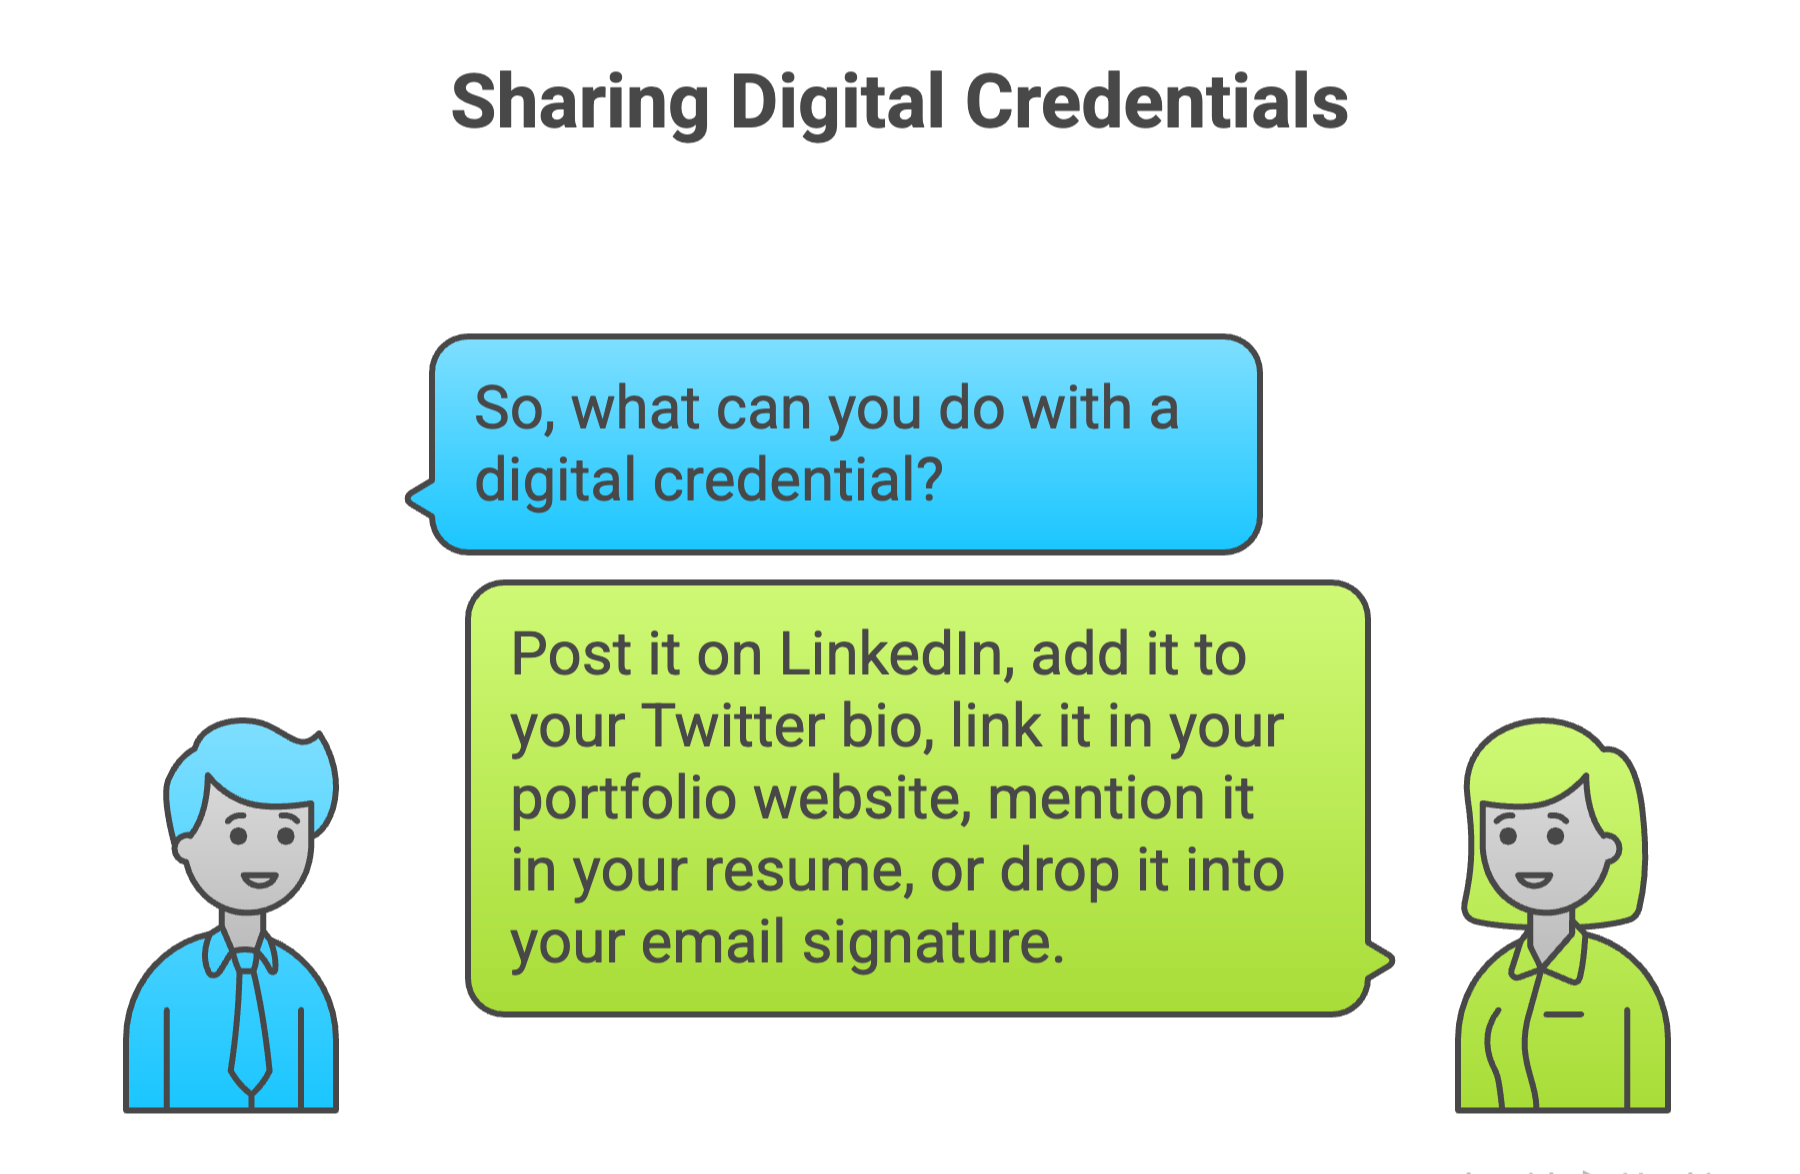 Sharing Digital Credentials
So, what can you do with a
digital credential?
Post it on LinkedIn, add it to
your Twitter bio, link it in your
portfolio website, mention it
in your resume, or drop it into
your email signature.